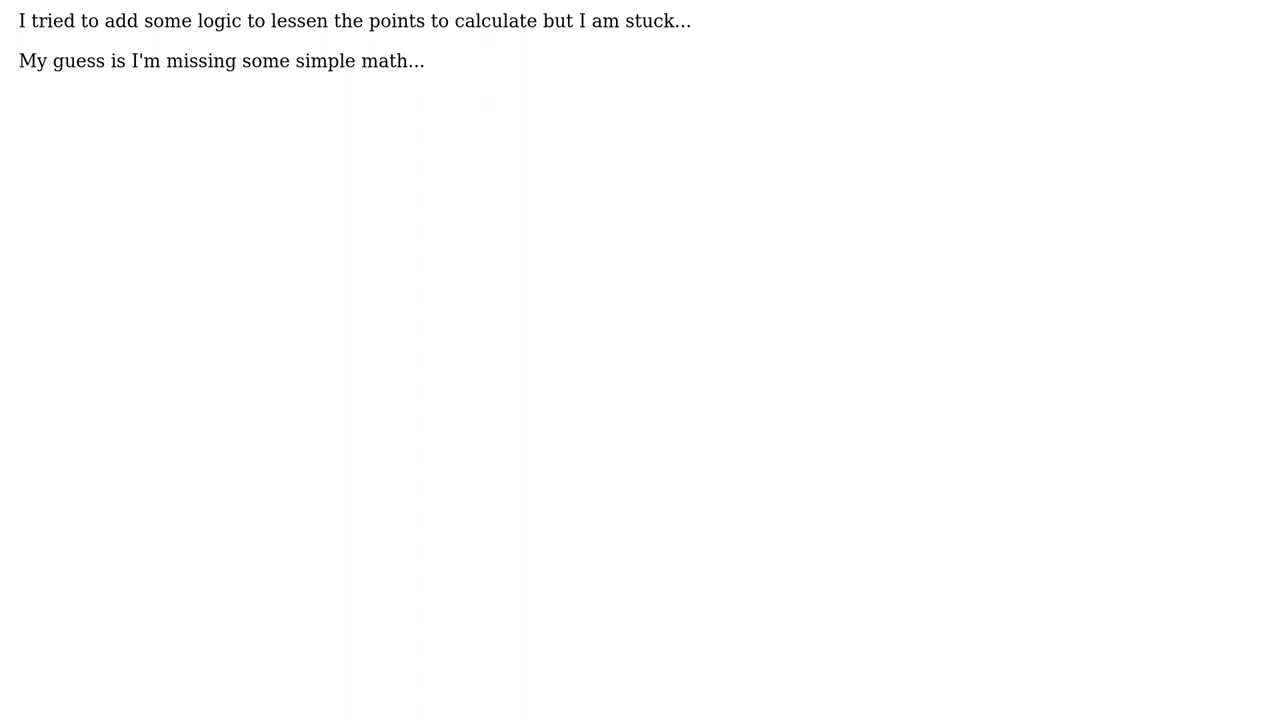 I tried to add some logic to lessen the points to calculate but I am stuck...
My guess is I'm missing some simple math...